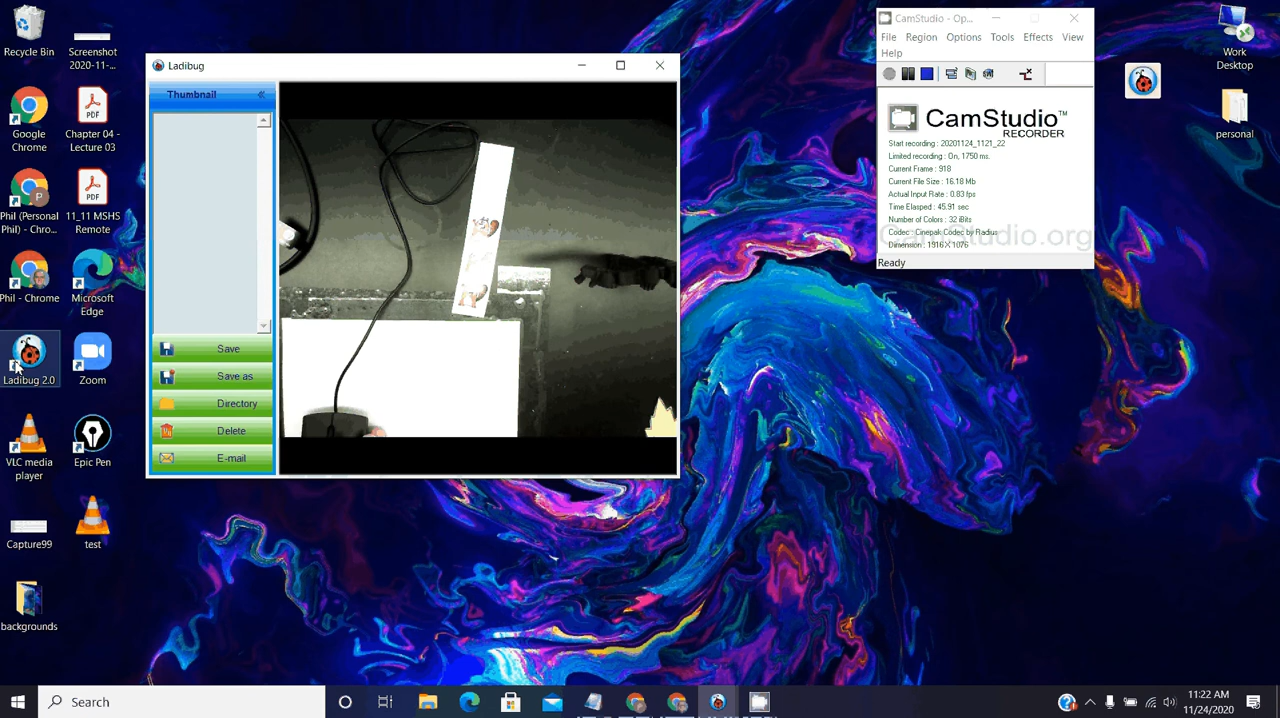 Recycle Bin
Screenshot
2020-11-...
Google
Chrome
Chapter 04 -
Lecture 03
Phil (Personal
Phil) - Chro...
11_11 MSHS
Remote
Phil - Chrome
Microsoft
Edge
Ladibug 2.0
Zoom
VLC media
player
Epic Pen
Capture99
test
backgrounds
Ladibug
Thumbnail
Save
Save as
Directory
Delete
E-mail
CamStudio - Op...
File Region Options Tools Effects View
Help
CamStudio™
RECORDER
Start recording : 20201124_1121_22
Limited recording : On, 1750 ms.
Current Frame : 918
Current File Size : 16.18 Mb
Actual Input Rate : 0.83 fps
Time Elapsed : 45.91 sec
Number of Colors : 32 Bits
Codec : Cinepak Codec by Radius
Dimension : 1916 X 1076
CamStudio.org
Ready
Work
Desktop
personal
Search
11:22 AM
11/24/2020